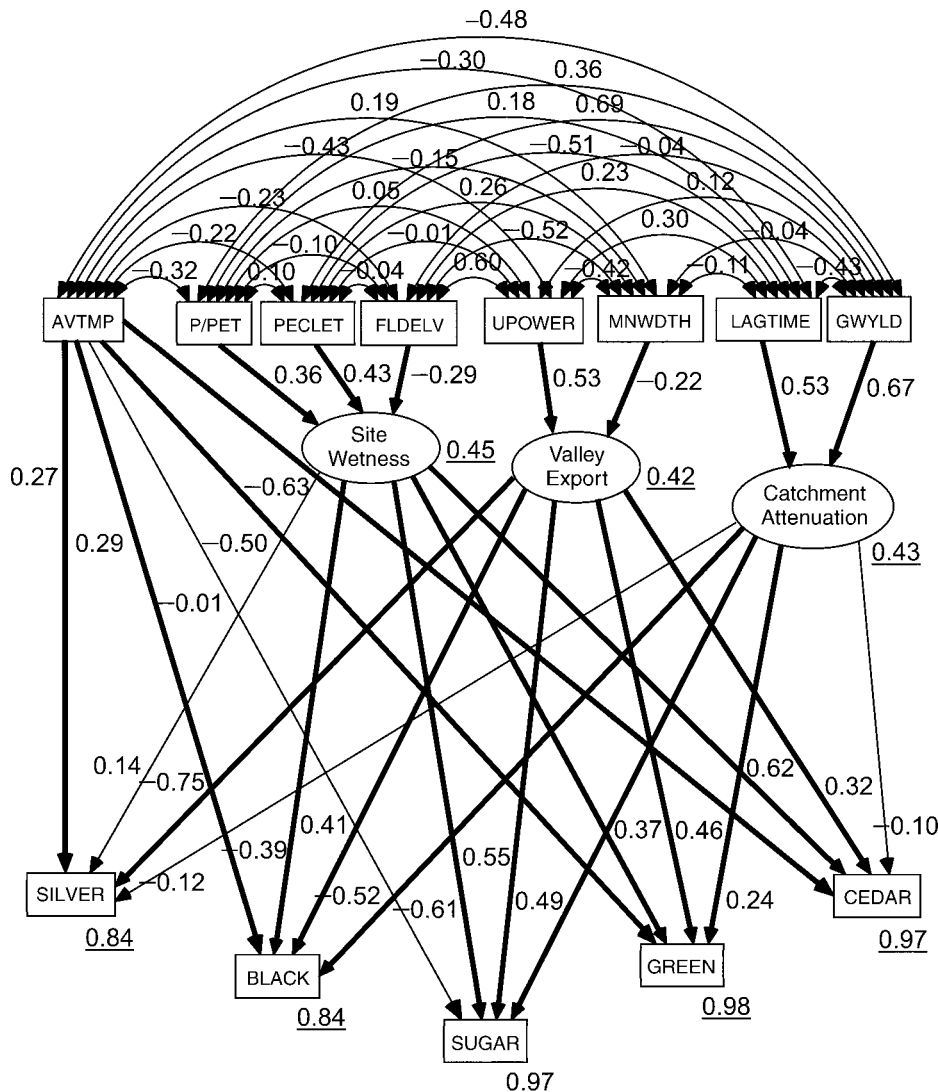 −0.48
−0.30 0.36
0.19 0.18 0.69
−0.43 −0.15 −0.51 −0.04
−0.23 0.05 0.26 0.23 0.12
−0.22 −0.10 −0.01 −0.52 0.30 −0.04
−0.32 0.10 −0.04 0.60 −0.42 −0.11 −0.43
AVTMP P/PET PECLET FLDELV UPOWER MNWDTH LAGTIME GWYLD
0.36 0.43 −0.29 0.53 −0.22 0.53 0.67
Site
Wetness
0.45
Valley
Export
0.42
Catchment
Attenuation
0.43
0.27 −0.63
0.29 −0.50
−0.01
0.14 −0.75 0.62 0.32
−0.39 0.41 0.55 0.37 0.46 −0.10
−0.12 −0.52 −0.61 0.49 0.24
SILVER
0.84
CEDAR
0.97
BLACK
0.84
GREEN
0.98
SUGAR
0.97